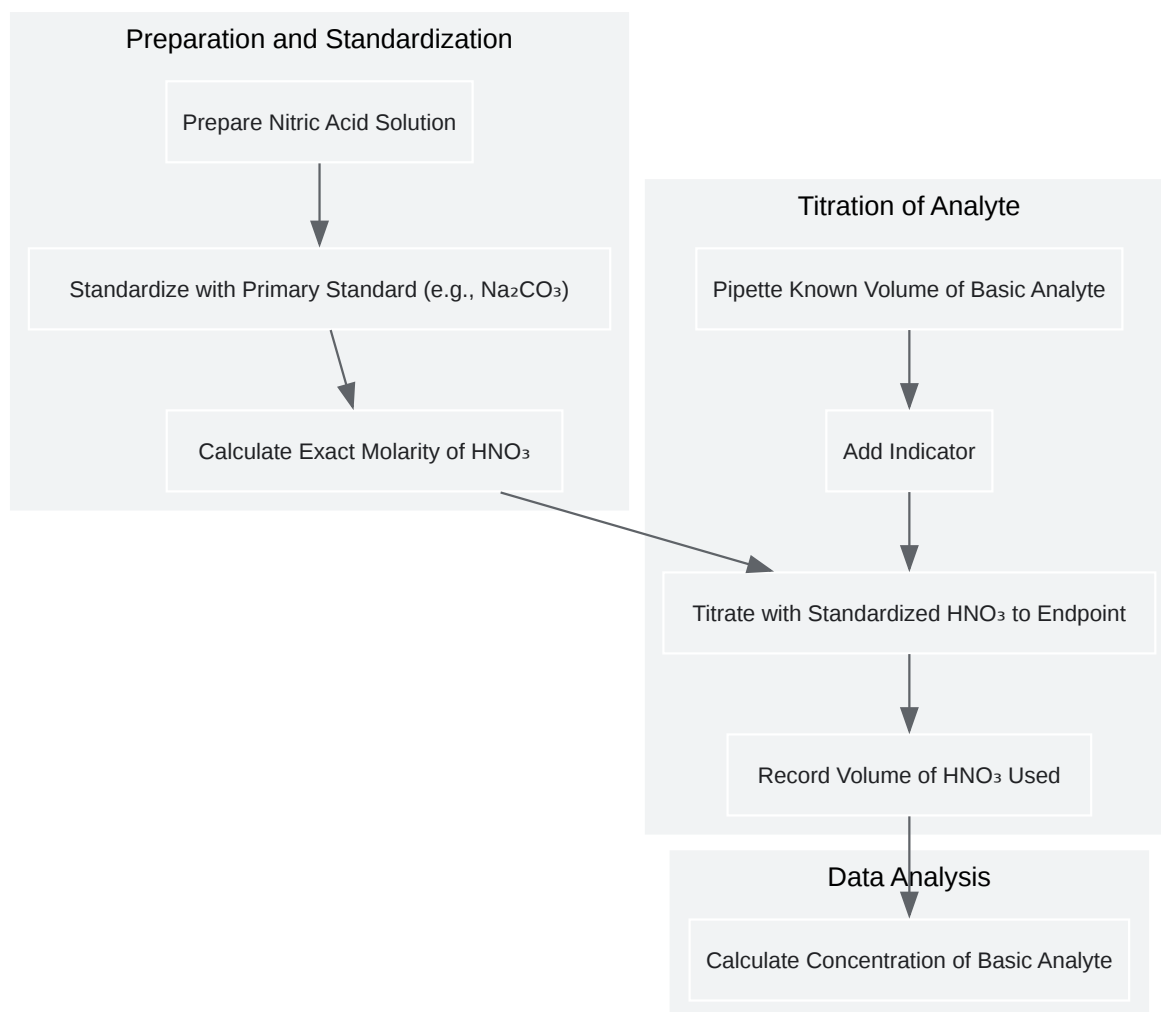 Preparation and Standardization
Prepare Nitric Acid Solution
Standardize with Primary Standard (e.g., Na₂CO₃)
Calculate Exact Molarity of HNO₃
Titration of Analyte
Pipette Known Volume of Basic Analyte
Add Indicator
Titrate with Standardized HNO₃ to Endpoint
Record Volume of HNO₃ Used
Data Analysis
Calculate Concentration of Basic Analyte